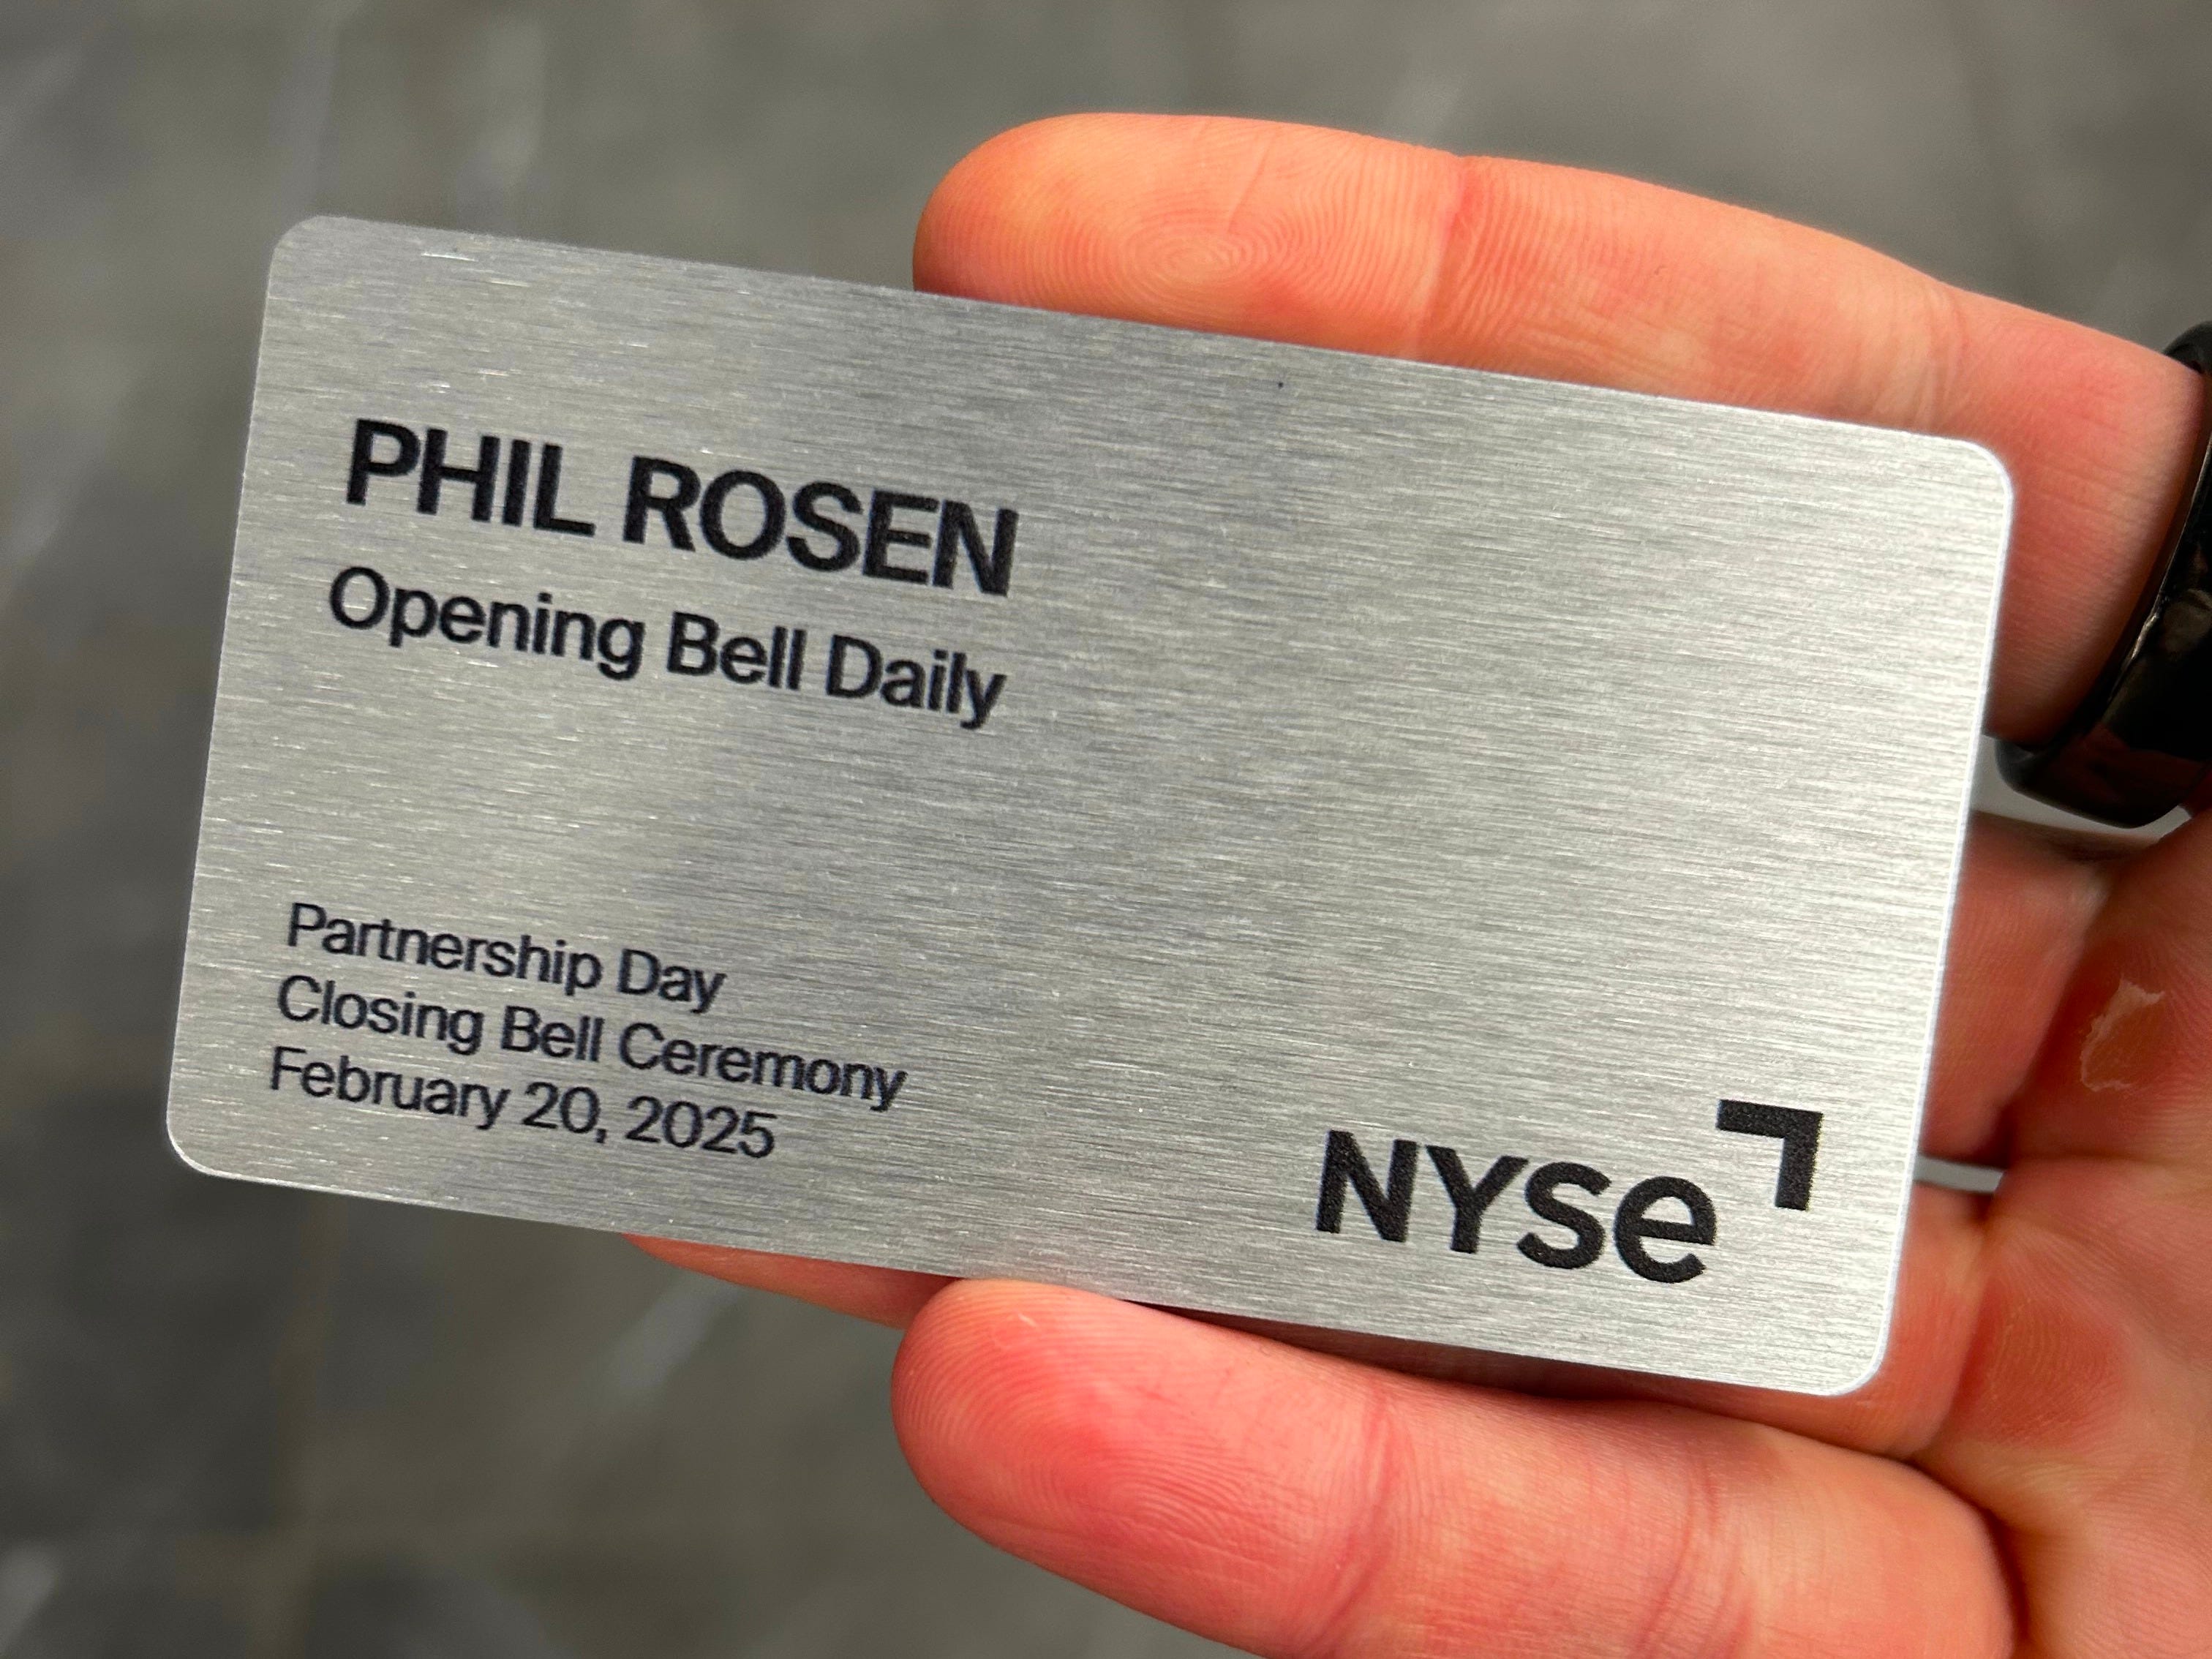 PHIL ROSEN
Opening Bell Daily
Partnership Day
Closing Bell Ceremony
February 20, 2025
NYSe